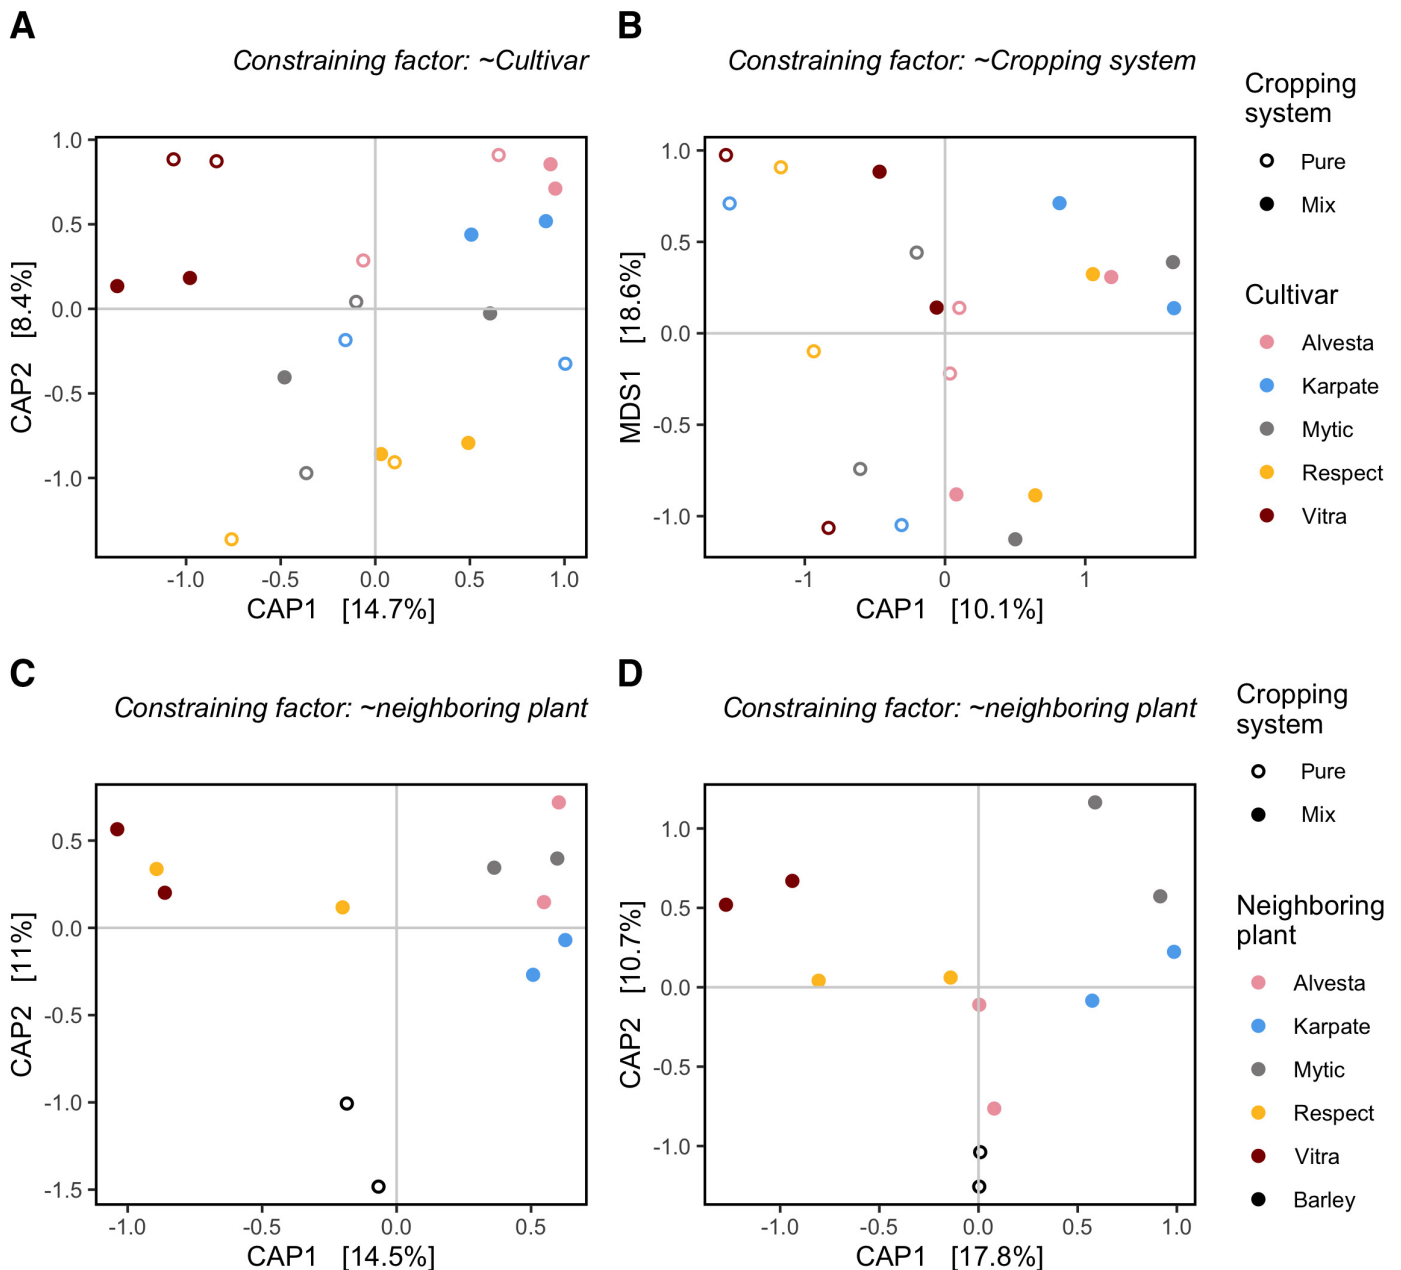 A
Constraining factor: ~Cultivar
1.0
0.5
0.0
-0.5
-1.0
CAP2 [8.4%]
-1.0
-0.5
0.0
0.5
1.0
CAP1 [14.7%]
B
Constraining factor: ~Cropping system
1.0
0.5
0.0
-0.5
-1.0
MDS1 [18.6%]
-1
0
1
CAP1 [10.1%]
Cropping
system
Pure
Mix
Cultivar
Alvesta
Karpate
Mytic
Respect
Vitra
C
Constraining factor: ~neighboring plant
0.5
0.0
-0.5
-1.0
-1.5
CAP2 [11%]
-1.0
-0.5
0.0
0.5
CAP1 [14.5%]
D
Constraining factor: ~neighboring plant
1.0
0.5
0.0
-0.5
-1.0
CAP2 [10.7%]
-1.0
-0.5
0.0
0.5
1.0
CAP1 [17.8%]
Cropping
system
Pure
Mix
Neighboring
plant
Alvesta
Karpate
Mytic
Respect
Vitra
Barley